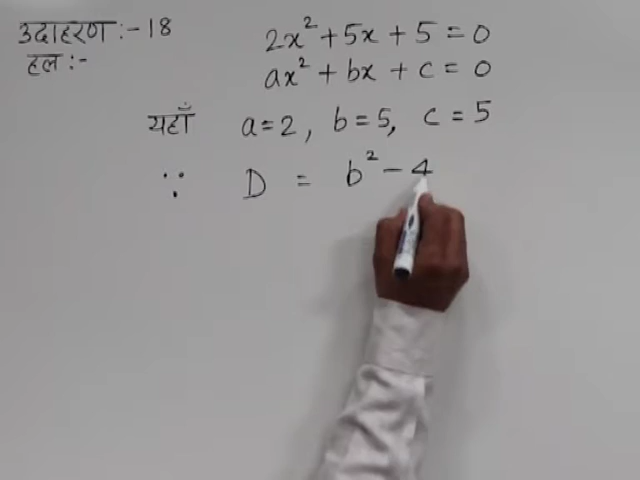 उदाहरण :- 18
2x² + 5x + 5 = 0
हल :-
ax² + bx + c = 0
यहाँ a = 2, b = 5, c = 5
∵ D = b² - 4